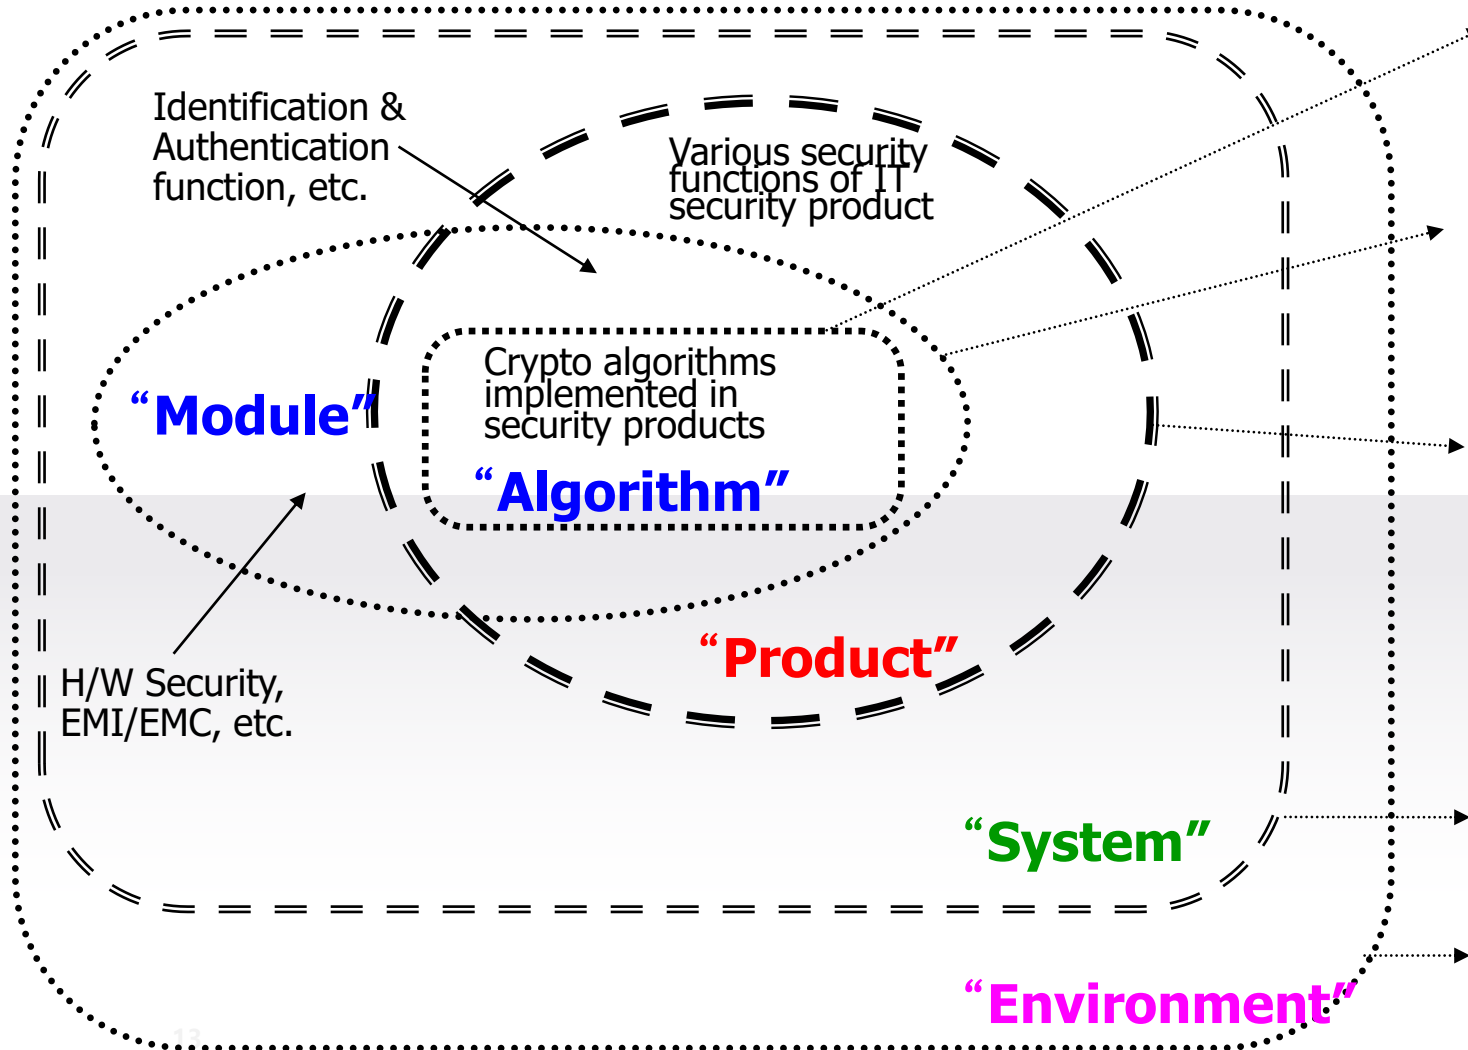 Identification &
Authentication
function, etc.
Various security
functions of IT
security product
Crypto algorithms
implemented in
security products
“Module”
“Algorithm”
“Product”
H/W Security,
EMI/EMC, etc.
“System”
“Environment”
13